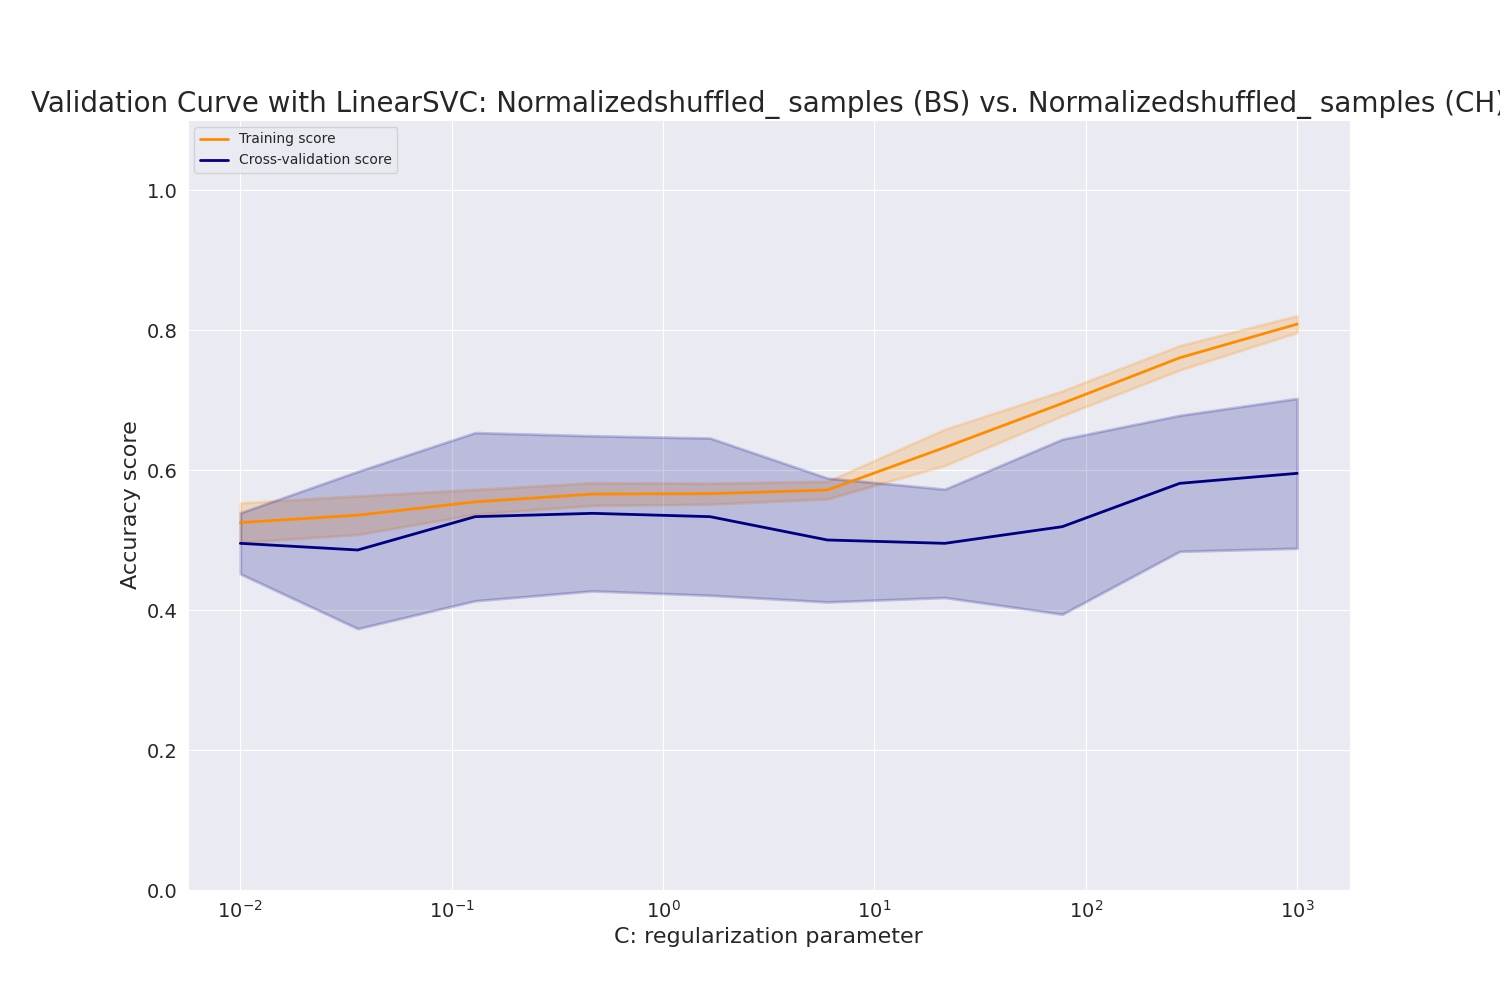 Validation Curve with LinearSVC: Normalizedshuffled_ samples (BS) vs. Normalizedshuffled_ samples (CH)
Training score
Cross-validation score
1.0
0.8
0.6
0.4
0.2
0.0
Accuracy score
10⁻² 10⁻¹ 10⁰ 10¹ 10² 10³
C: regularization parameter